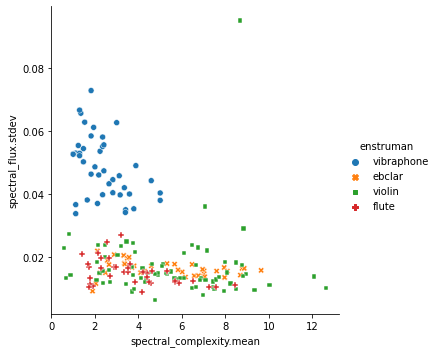 0.08
0.06
0.04
0.02
spectral_flux.stdev
0 2 4 6 8 10 12
spectral_complexity.mean
enstruman
vibraphone
ebclar
violin
flute